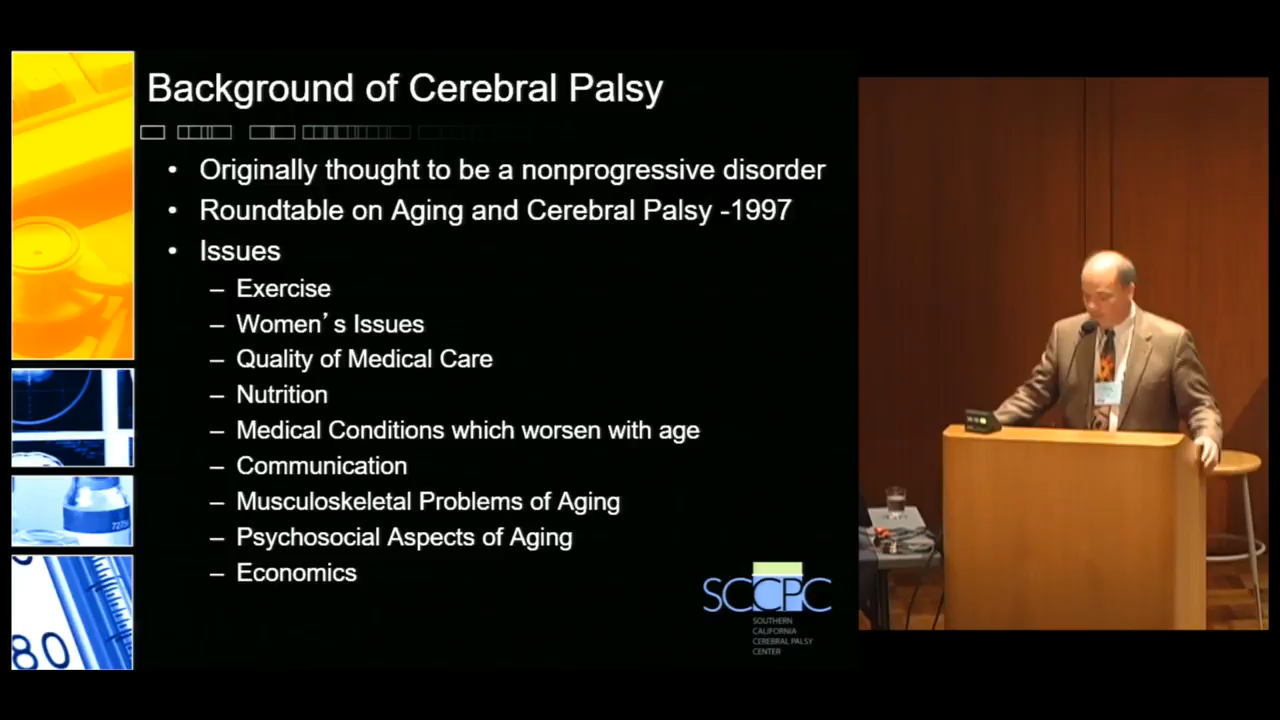 Background of Cerebral Palsy
• Originally thought to be a nonprogressive disorder
• Roundtable on Aging and Cerebral Palsy -1997
• Issues
– Exercise
– Women's Issues
– Quality of Medical Care
– Nutrition
– Medical Conditions which worsen with age
– Communication
– Musculoskeletal Problems of Aging
– Psychosocial Aspects of Aging
– Economics
SCCPC
SOUTHERN
CALIFORNIA
CEREBRAL PALSY
CENTER
80